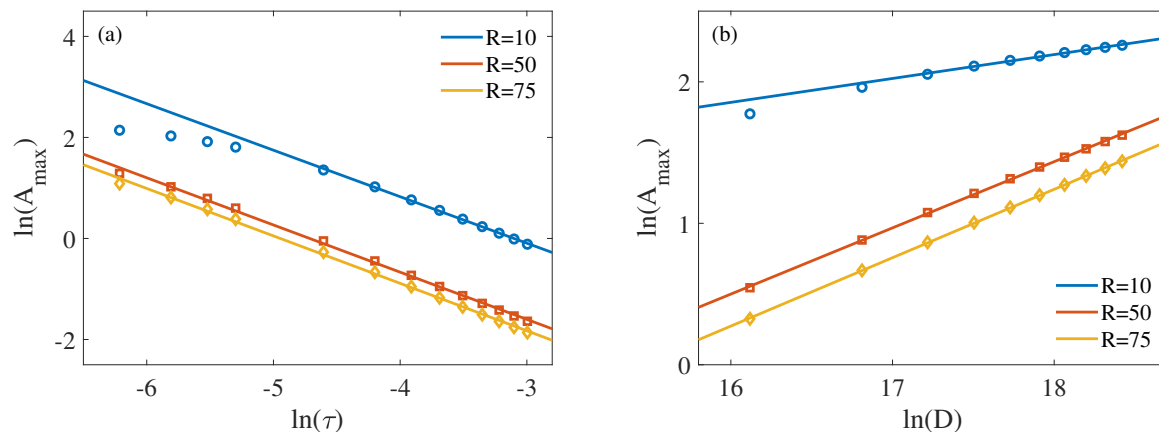 (a)
R=10
R=50
R=75
4
2
0
-2
-6
-5
-4
-3
ln(τ)
ln(A_max)
(b)
R=10
R=50
R=75
2
1
0
16
17
18
ln(D)
ln(A_max)